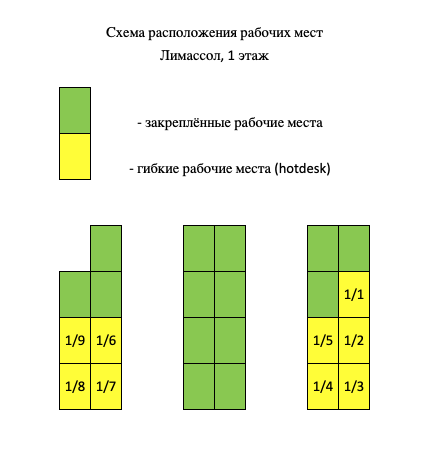 Схема расположения рабочих мест
Лимассол, 1 этаж
- закреплённые рабочие места
- гибкие рабочие места (hotdesk)
1/1
1/9 1/6 1/5 1/2
1/8 1/7 1/4 1/3